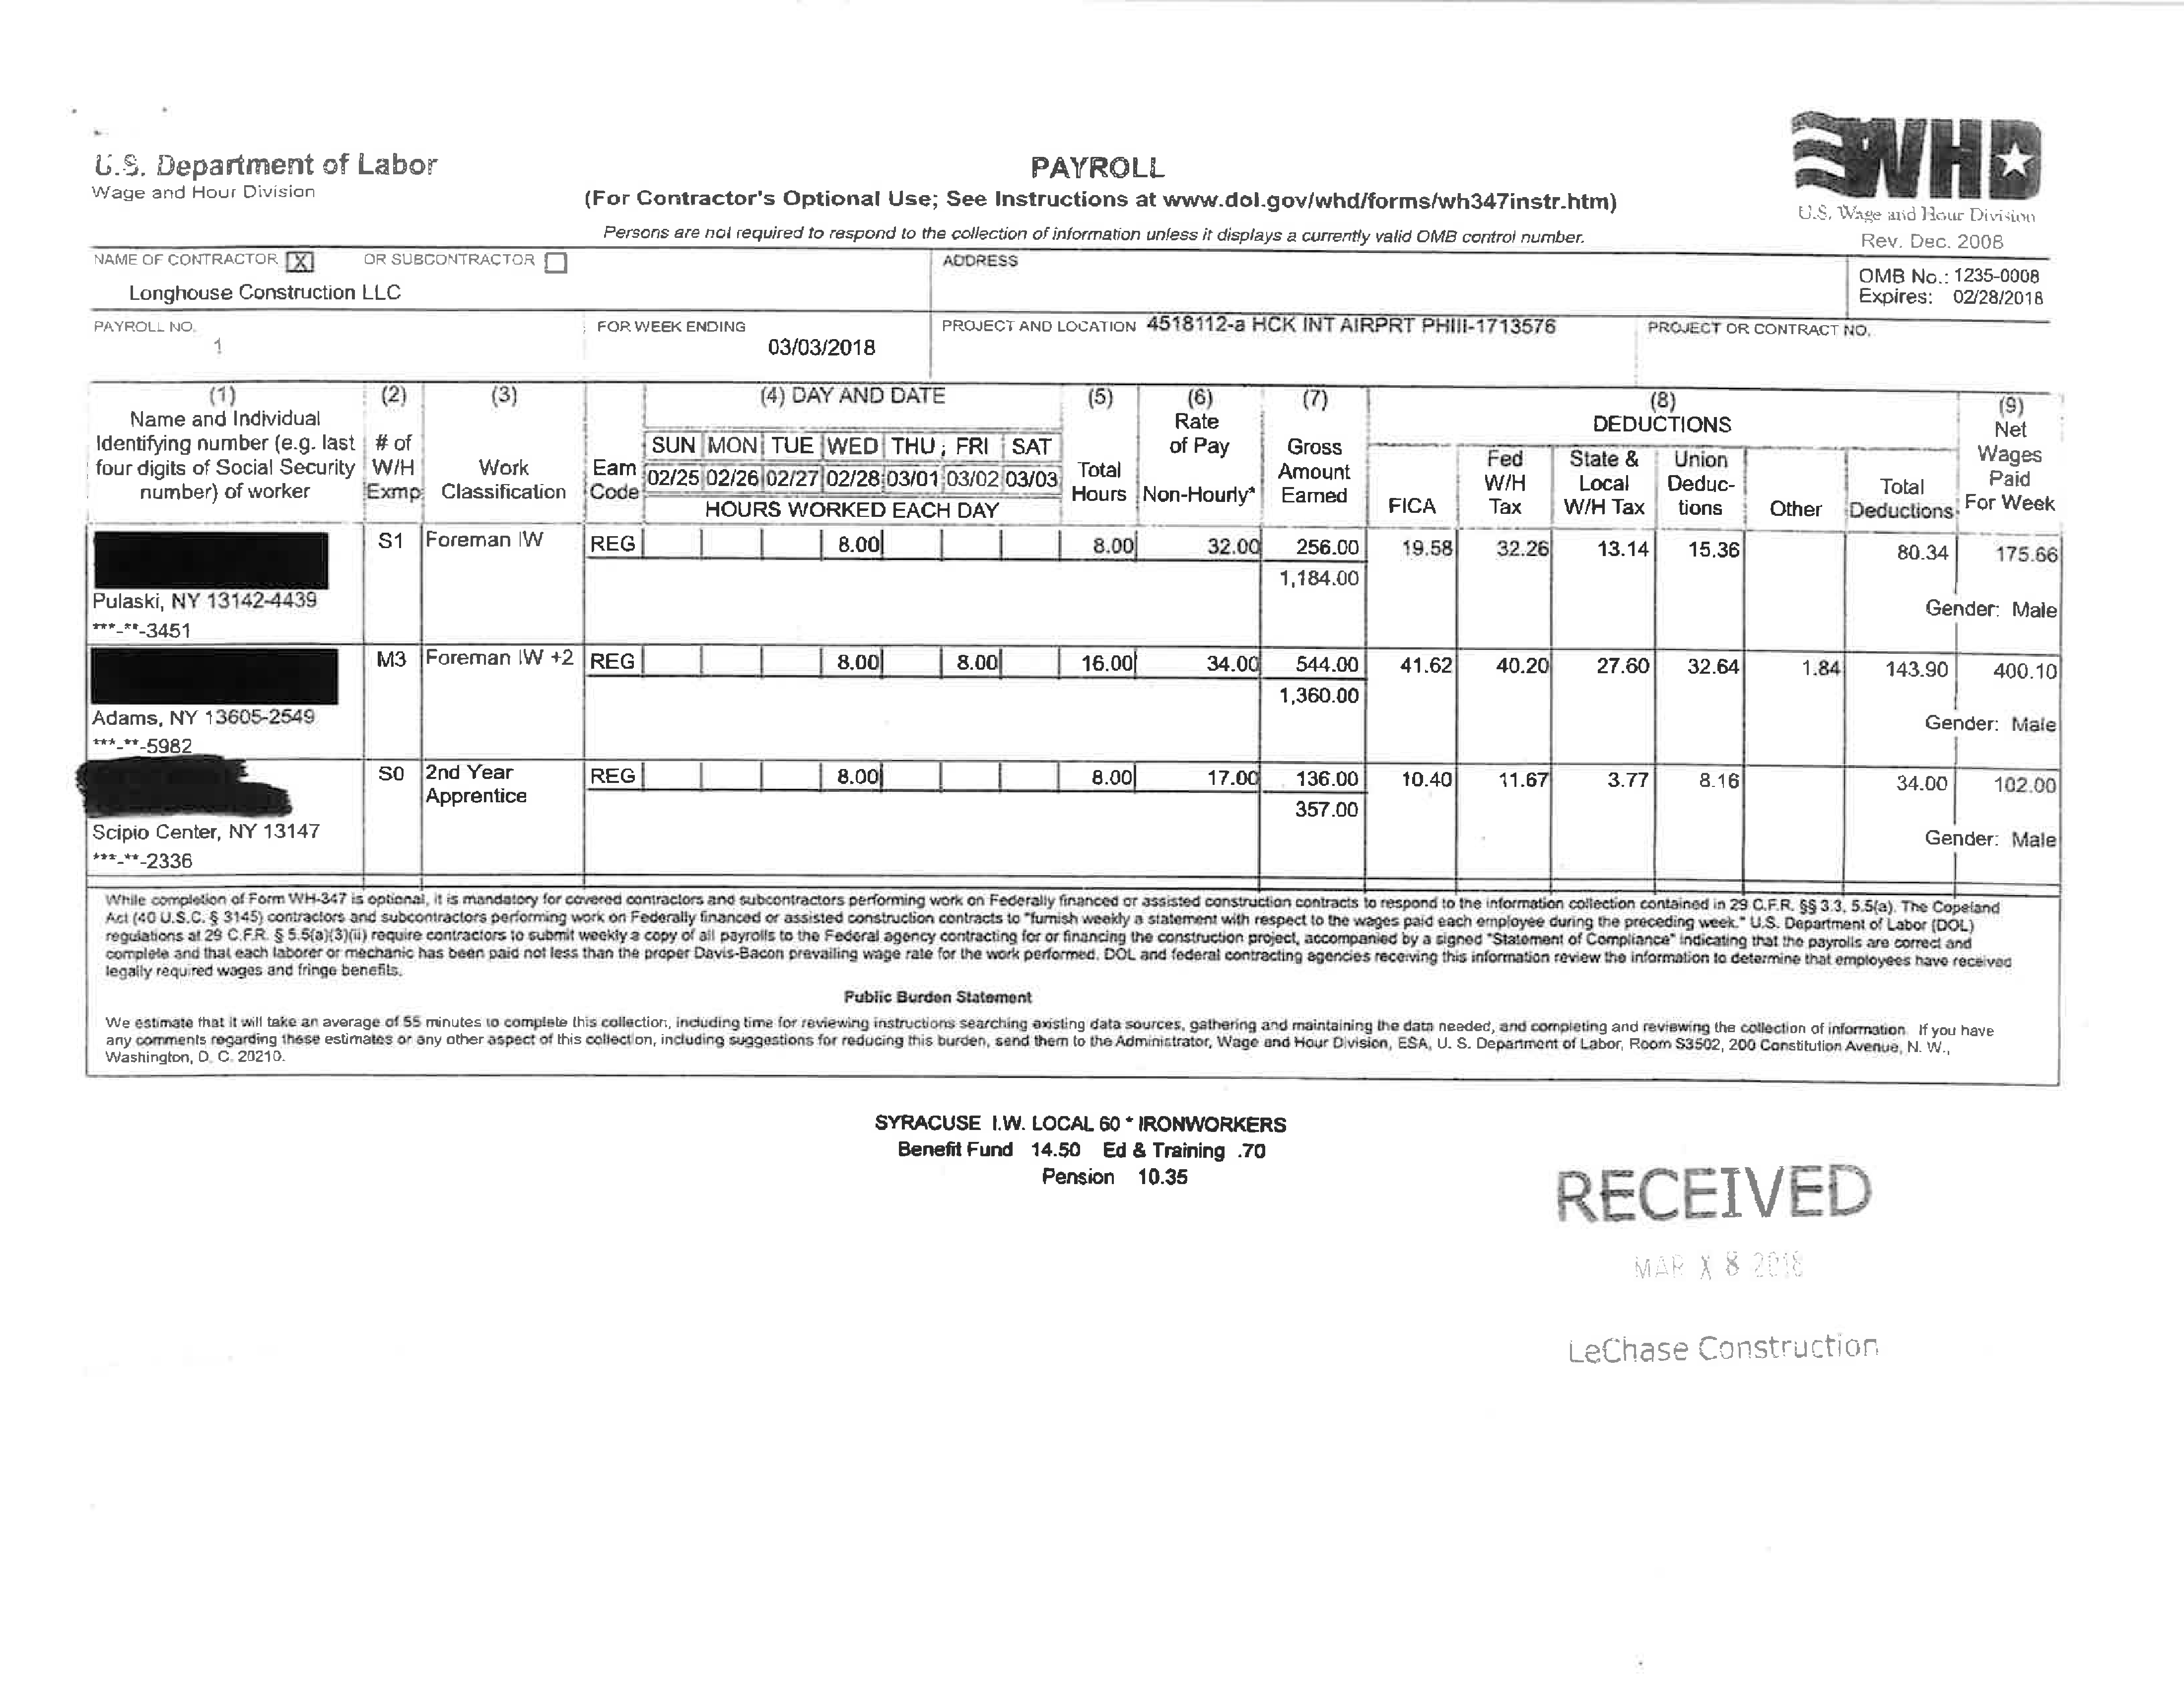 U.S. Department of Labor
Wage and Hour Division
PAYROLL
(For Contractor's Optional Use; See Instructions at www.dol.gov/whd/forms/wh347instr.htm)
Persons are not required to respond to the collection of information unless it displays a currently valid OMB control number.
WHD
U.S. Wage and Hour Division
Rev. Dec. 2008
NAME OF CONTRACTOR X OR SUBCONTRACTOR
Longhouse Construction LLC
ADDRESS
OMB No.: 1235-0008
Expires: 02/28/2018
PAYROLL NO.
1
FOR WEEK ENDING
03/03/2018
PROJECT AND LOCATION 4518112-a HCK INT AIRPRT PHIII-1713576
PROJECT OR CONTRACT NO.
(1)
Name and Individual
Identifying number (e.g. last
four digits of Social Security
number) of worker
(2)
# of
W/H
Exmp
(3)
Work
Classification
Earn
Code
(4) DAY AND DATE
SUN MON TUE WED THU FRI SAT
02/25 02/26 02/27 02/28 03/01 03/02 03/03
HOURS WORKED EACH DAY
(5)
Total
Hours
(6)
Rate
of Pay
Non-Hourly*
(7)
Gross
Amount
Earned
(8)
DEDUCTIONS
FICA
Fed
W/H
Tax
State &
Local
W/H Tax
Union
Deduc-
tions
Other
Total
Deductions
(9)
Net
Wages
Paid
For Week
S1 Foreman IW REG 8.00 8.00 32.00 256.00 19.58 32.26 13.14 15.36 80.34 175.66
1,184.00
Pulaski, NY 13142-4439
Gender: Male
***-**-3451
M3 Foreman IW +2 REG 8.00 8.00 16.00 34.00 544.00 41.62 40.20 27.60 32.64 1.84 143.90 400.10
1,360.00
Adams, NY 13605-2549
Gender: Male
***-**-5982
S0 2nd Year REG 8.00 8.00 17.00 136.00 10.40 11.67 3.77 8.16 34.00 102.00
Apprentice
357.00
Scipio Center, NY 13147
Gender: Male
***-**-2336
While completion of Form WH-347 is optional, it is mandatory for covered contractors and subcontractors performing work on Federally financed or assisted construction contracts to respond to the information collection contained in 29 C.F.R. §§ 3.3, 5.5(a). The Copeland
Act (40 U.S.C. § 3145) contractors and subcontractors performing work on Federally financed or assisted construction contracts to "furnish weekly a statement with respect to the wages paid each employee during the preceding week." U.S. Department of Labor (DOL)
regulations at 29 C.F.R. § 5.5(a)(3)(ii) require contractors to submit weekly a copy of all payrolls to the Federal agency contracting for or financing the construction project, accompanied by a signed "Statement of Compliance" indicating that the payrolls are correct and
complete and that each laborer or mechanic has been paid not less than the proper Davis-Bacon prevailing wage rate for the work performed. DOL and federal contracting agencies receiving this information review the information to determine that employees have received
legally required wages and fringe benefits.
Public Burden Statement
We estimate that it will take an average of 55 minutes to complete this collection, including time for reviewing instructions searching existing data sources, gathering and maintaining the data needed, and completing and reviewing the collection of information. If you have
any comments regarding these estimates or any other aspect of this collection, including suggestions for reducing this burden, send them to the Administrator, Wage and Hour Division, ESA, U. S. Department of Labor, Room S3502, 200 Constitution Avenue, N. W.,
Washington, D. C. 20210.
SYRACUSE I.W. LOCAL 60 * IRONWORKERS
Benefit Fund 14.50 Ed & Training .70
Pension 10.35
RECEIVED
MAR X 8 2018
LeChase Construction